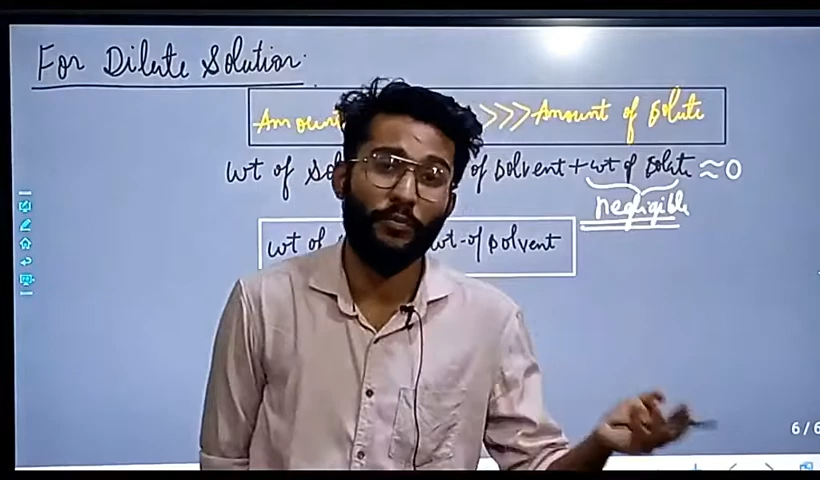 For Dilute Solution:
Amount >>> Amount of Solute
wt of of Solvent + wt of Solute ≈ 0
negligible
wt of wt-of Solvent
6/6